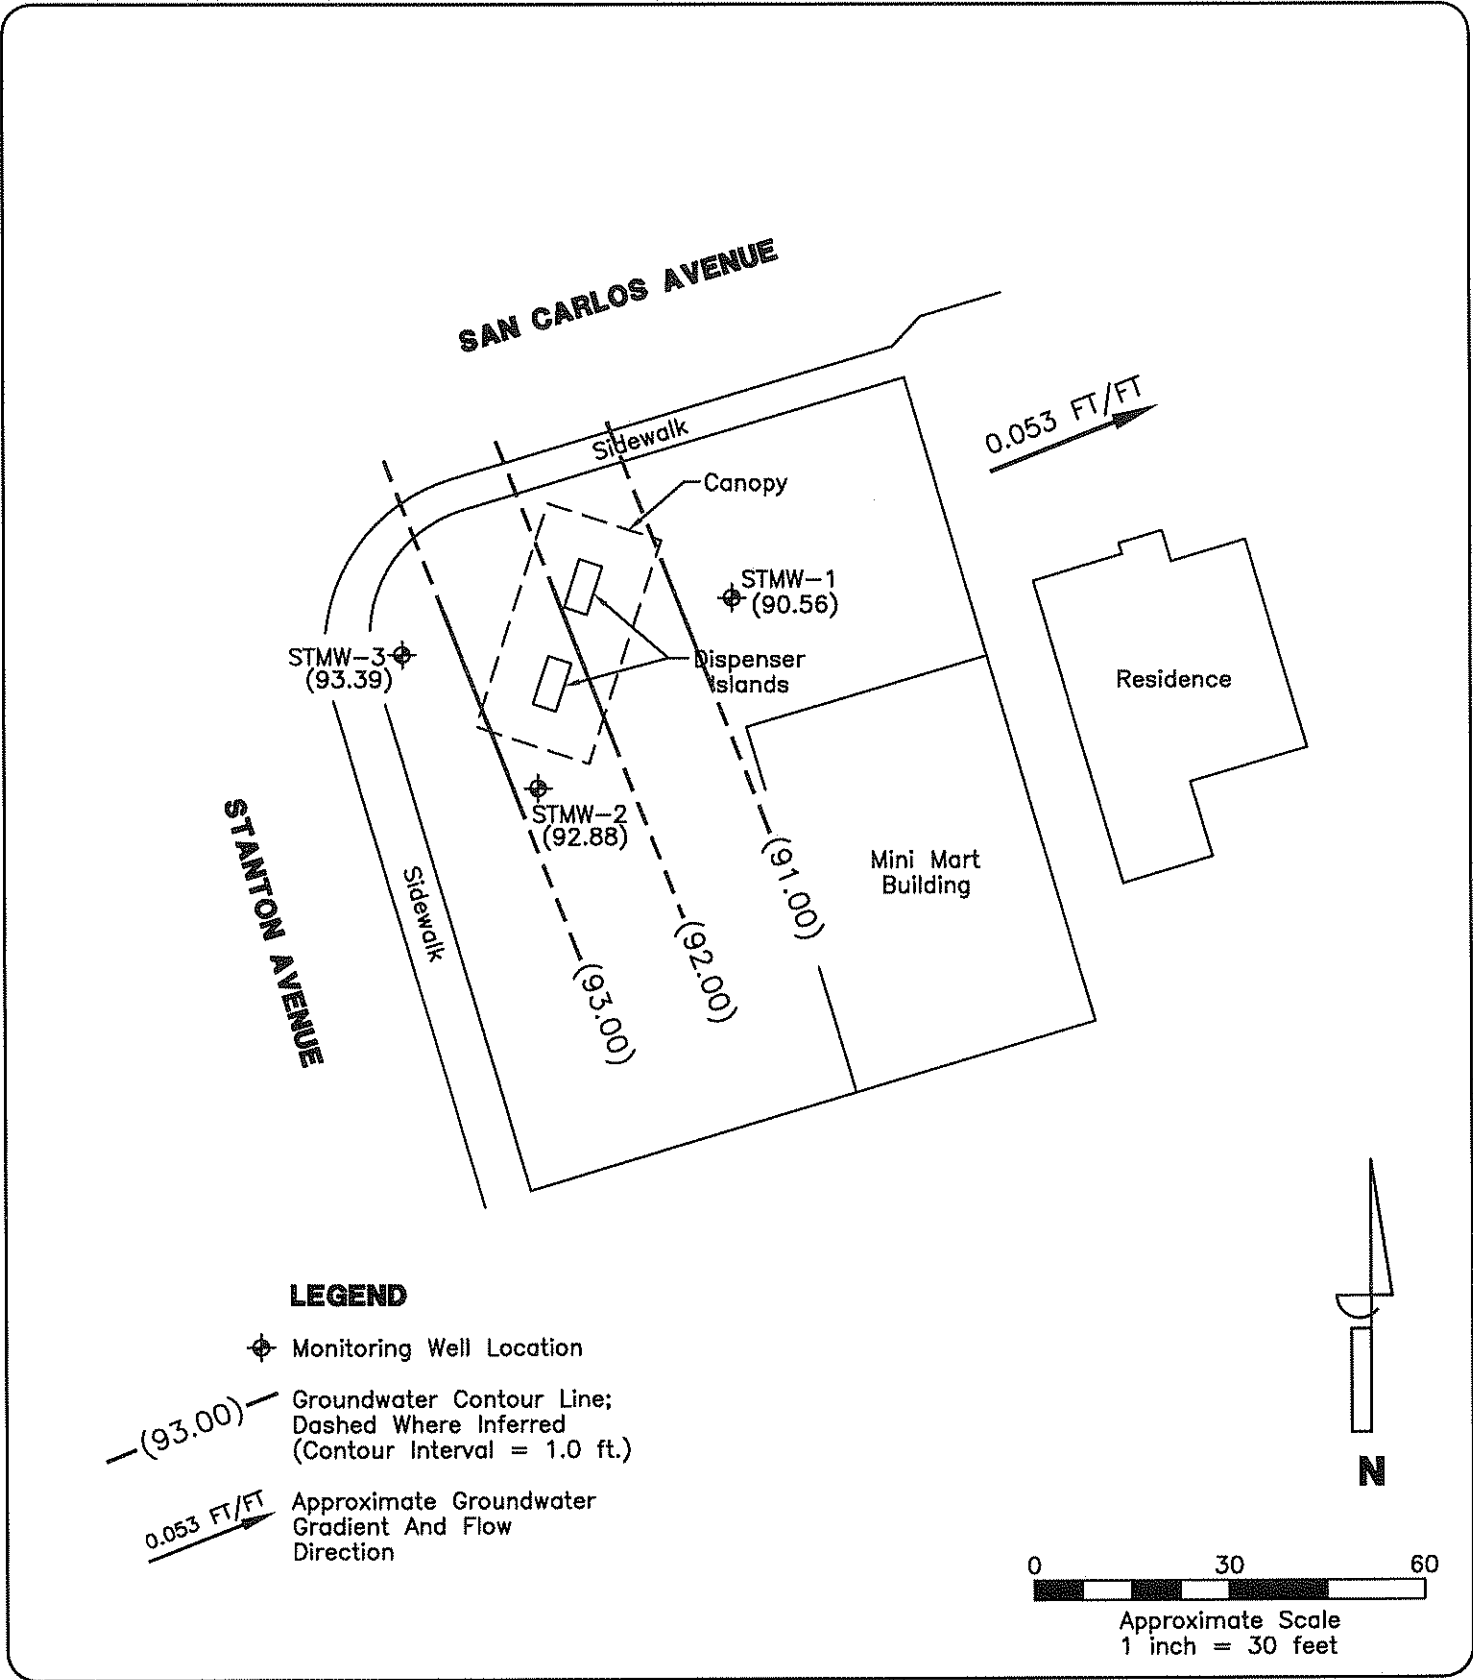 SAN CARLOS AVENUE
0.053 FT/FT
Sidewalk
Canopy
STMW-1
(90.56)
STMW-3
(93.39)
Dispenser
Islands
Residence
STMW-2
(92.88)
STANTON AVENUE
Sidewalk
(91.00)
Mini Mart
Building
(92.00)
(93.00)
LEGEND
Monitoring Well Location
(93.00)
Groundwater Contour Line;
Dashed Where Inferred
(Contour Interval = 1.0 ft.)
0.053 FT/FT
Approximate Groundwater
Gradient And Flow
Direction
N
0 30 60
Approximate Scale
1 inch = 30 feet